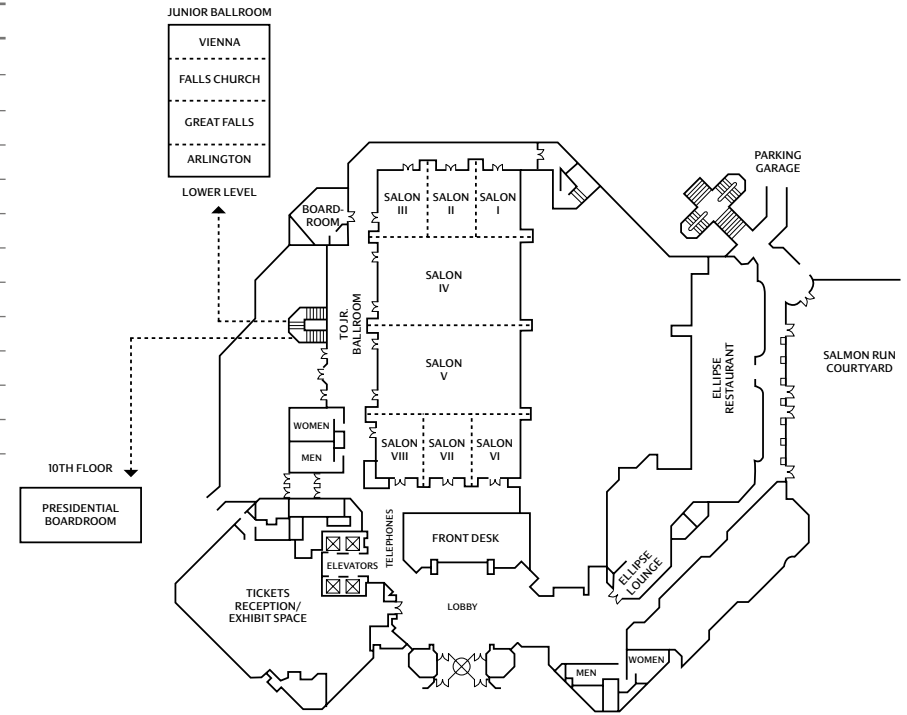 JUNIOR BALLROOM
VIENNA
FALLS CHURCH
GREAT FALLS
ARLINGTON
LOWER LEVEL
PARKING
GARAGE
BOARD-
ROOM
SALON
III
SALON
II
SALON
I
SALON
IV
TO JR.
BALLROOM
SALON
V
ELLIPSE
RESTAURANT
SALMON RUN
COURTYARD
WOMEN
MEN
SALON
VIII
SALON
VII
SALON
VI
10TH FLOOR
PRESIDENTIAL
BOARDROOM
TELEPHONES
FRONT DESK
ELEVATORS
ELLIPSE
LOUNGE
TICKETS
RECEPTION/
EXHIBIT SPACE
LOBBY
MEN
WOMEN